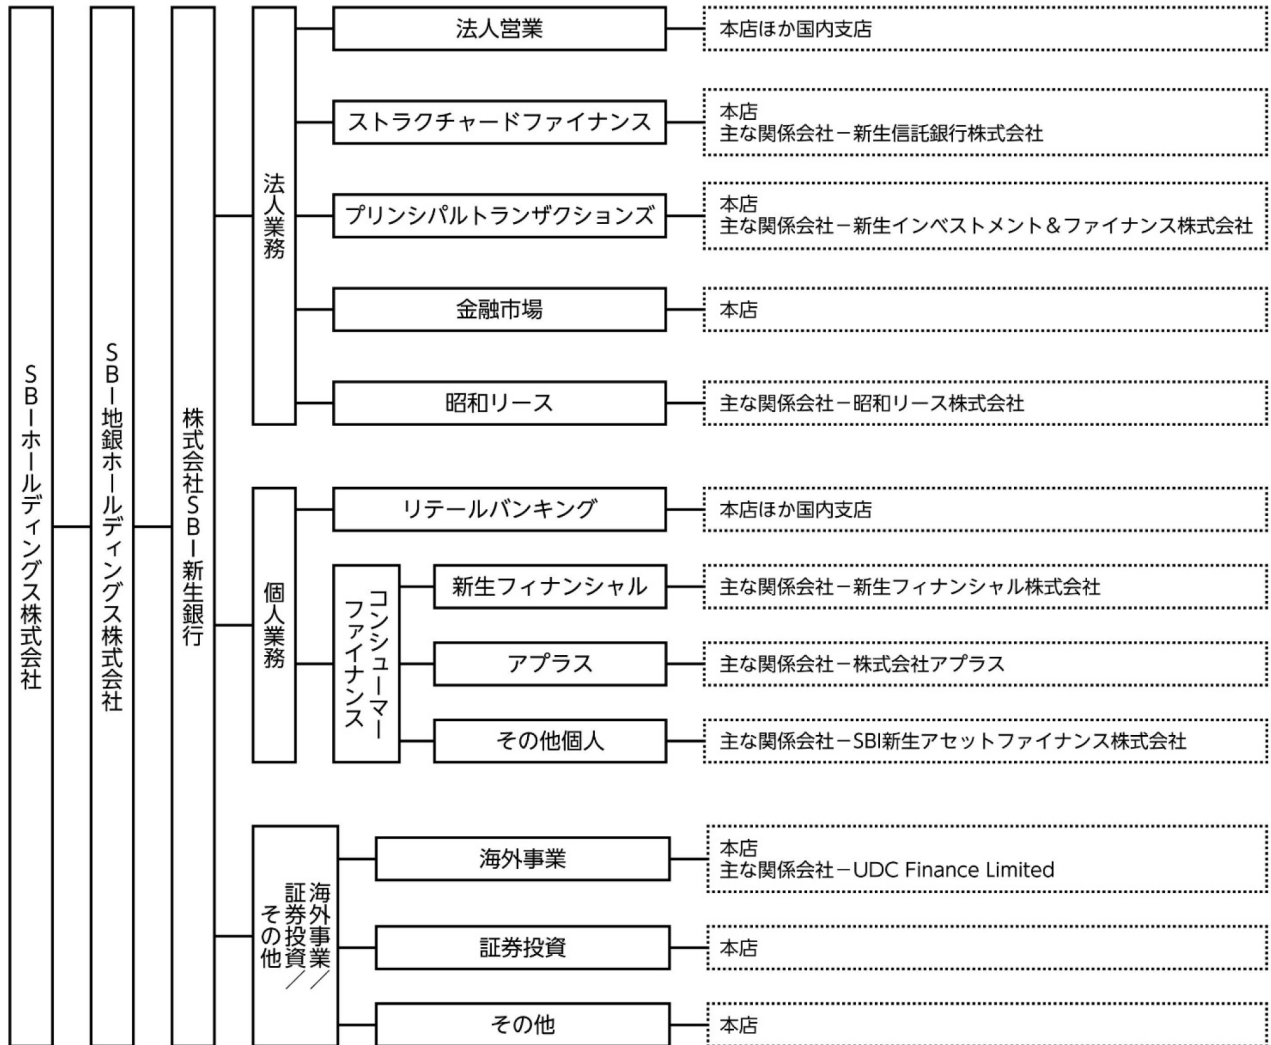 SBIホールディングス株式会社
SBI地銀ホールディングス株式会社
株式会社SBI新生銀行
法人業務
法人営業
本店ほか国内支店
ストラクチャードファイナンス
本店
主な関係会社－新生信託銀行株式会社
プリンシパルトランザクションズ
本店
主な関係会社－新生インベストメント＆ファイナンス株式会社
金融市場
本店
昭和リース
主な関係会社－昭和リース株式会社
個人業務
リテールバンキング
本店ほか国内支店
コンシューマー
ファイナンス
新生フィナンシャル
主な関係会社－新生フィナンシャル株式会社
アプラス
主な関係会社－株式会社アプラス
その他個人
主な関係会社－SBI新生アセットファイナンス株式会社
海外事業／
証券投資／
その他
海外事業
本店
主な関係会社－UDC Finance Limited
証券投資
本店
その他
本店